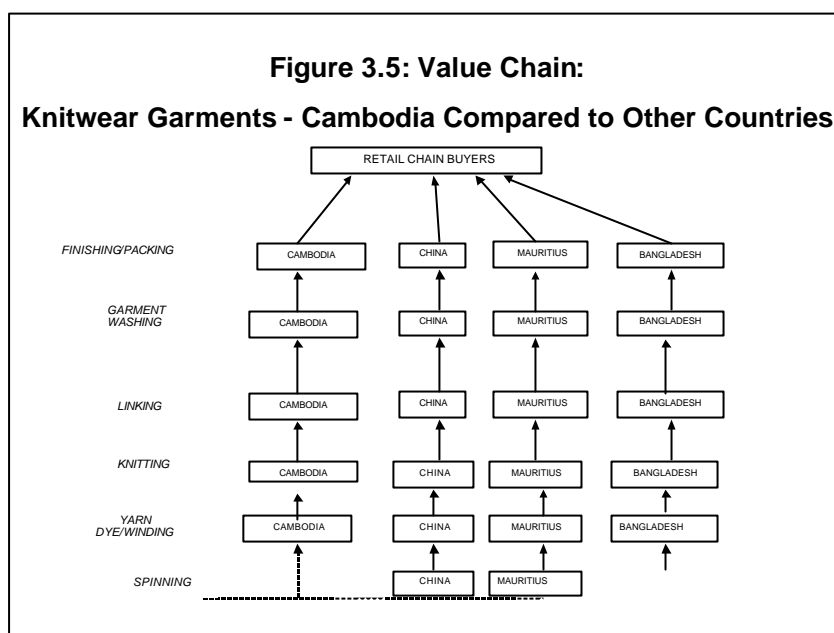 Figure 3.5: Value Chain:
Knitwear Garments - Cambodia Compared to Other Countries
RETAIL CHAIN BUYERS
FINISHING/PACKING CAMBODIA CHINA MAURITIUS BANGLADESH
GARMENT
WASHING CAMBODIA CHINA MAURITIUS BANGLADESH
LINKING CAMBODIA CHINA MAURITIUS BANGLADESH
KNITTING CAMBODIA CHINA MAURITIUS BANGLADESH
YARN
DYE/WINDING CAMBODIA CHINA MAURITIUS BANGLADESH
SPINNING CHINA MAURITIUS